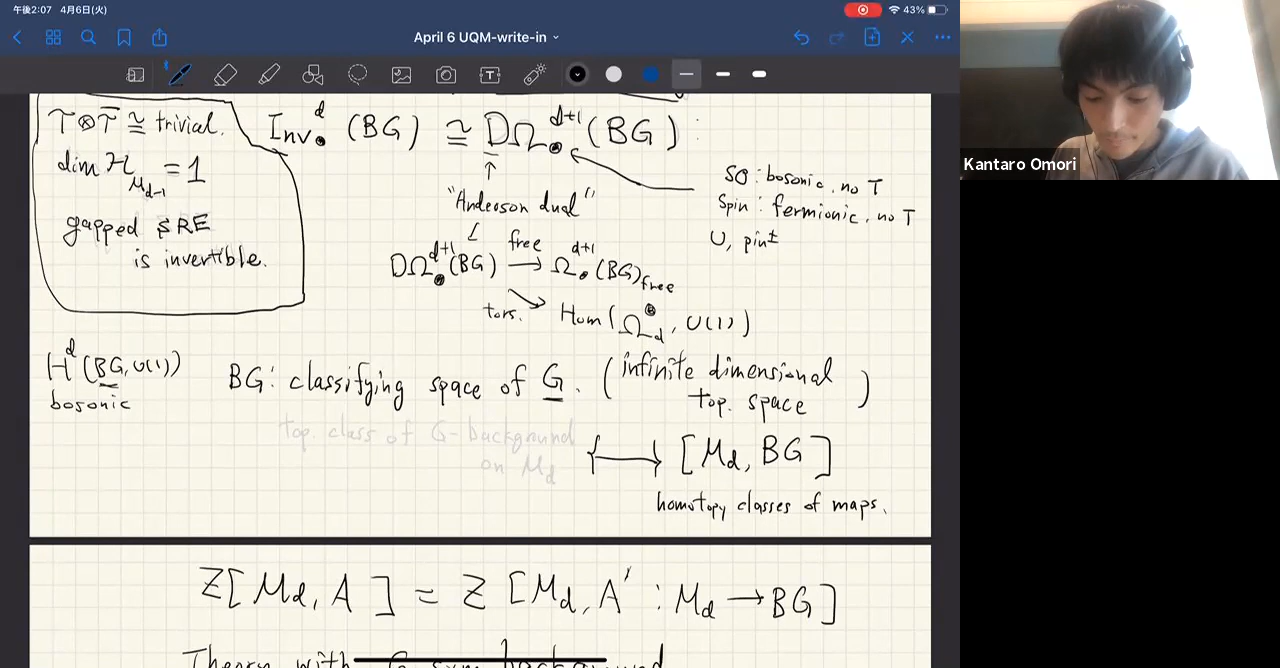 午後2:07 4月6日(火)
43%
April 6 UQM-write-in
T⊗T̄ ≅ trivial.
dim H_{M_{d-1}} = 1
gapped SRE
is invertible.
Inv•^d (BG) ≅ DΩ•^{d+1} (BG)
"Anderson dual"
SO : bosonic, no T
Spin : fermionic, no T
U, pin±
DΩ•^{d+1}(BG) free→ Ω•^{d+1}(BG)_{free}
tors. ↘ Hom(Ω_d^•, U(1))
H^d(BG, U(1))
bosonic
BG : classifying space of G. (infinite dimensional
top. space)
top. class of G-background
on M_d
⟼ [M_d, BG]
homotopy classes of maps.
Z[M_d, A] = Z[M_d, A' : M_d → BG]
Theory with G
Kantaro Omori